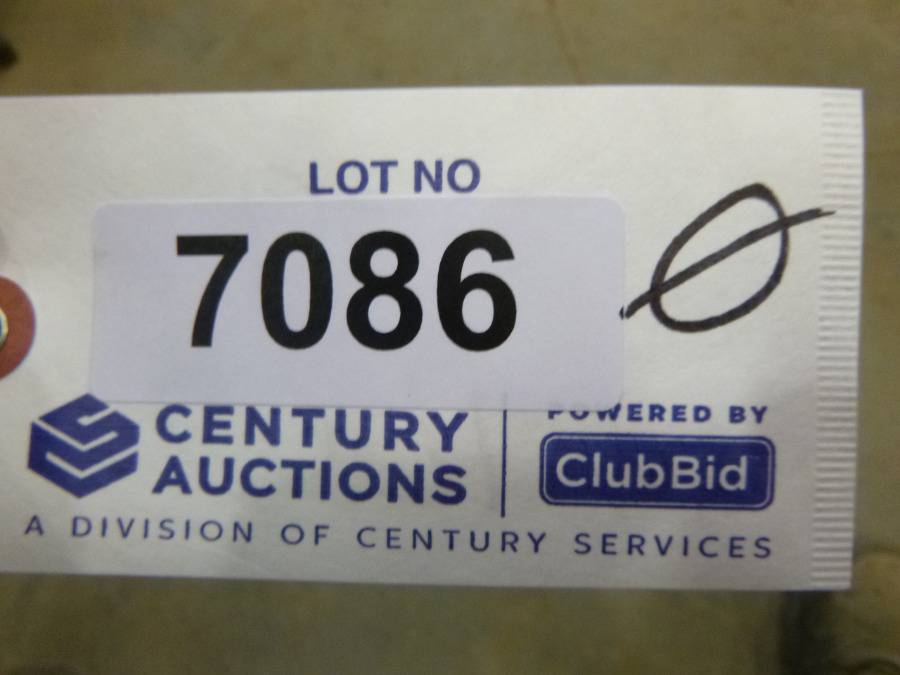 LOT NO
7086 Ø
CENTURY
AUCTIONS
POWERED BY
ClubBid
A DIVISION OF CENTURY SERVICES